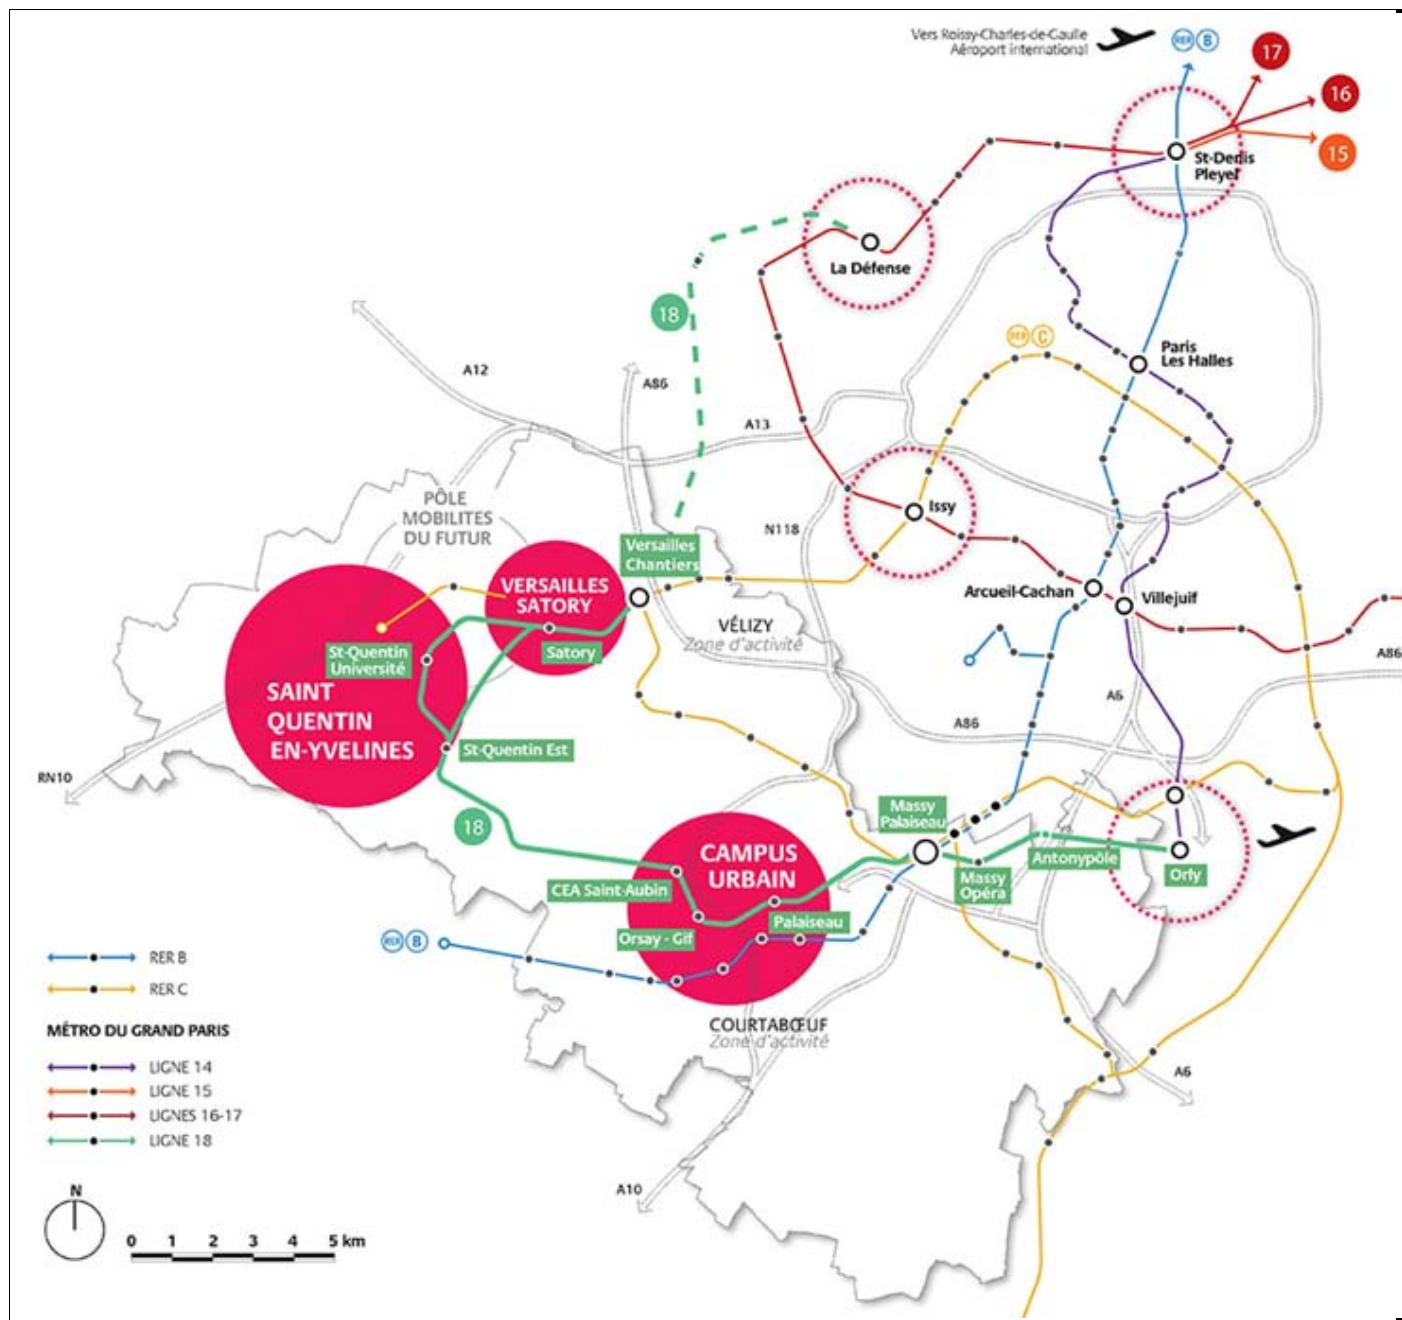 Vers Roissy-Charles-de-Gaulle
Aéroport international
RER B
17
16
15
St-Denis
Pleyel
La Défense
18
RER C
Paris
Les Halles
A12
A86
A13
PÔLE
MOBILITES
DU FUTUR
N118
Issy
Versailles
Chantiers
VERSAILLES
SATORY
Arcueil-Cachan
Villejuif
VÉLIZY
Zone d'activité
St-Quentin
Université
Satory
A86
SAINT
QUENTIN
EN-YVELINES
A6
A86
St-Quentin Est
RN10
18
Massy
Palaiseau
CAMPUS
URBAIN
Antonypôle
Massy
Opéra
Orly
CEA Saint-Aubin
Palaiseau
Orsay - Gif
RER B
RER B
RER C
COURTABŒUF
Zone d'activité
MÉTRO DU GRAND PARIS
LIGNE 14
LIGNE 15
LIGNES 16-17
LIGNE 18
A6
A10
N
0 1 2 3 4 5 km